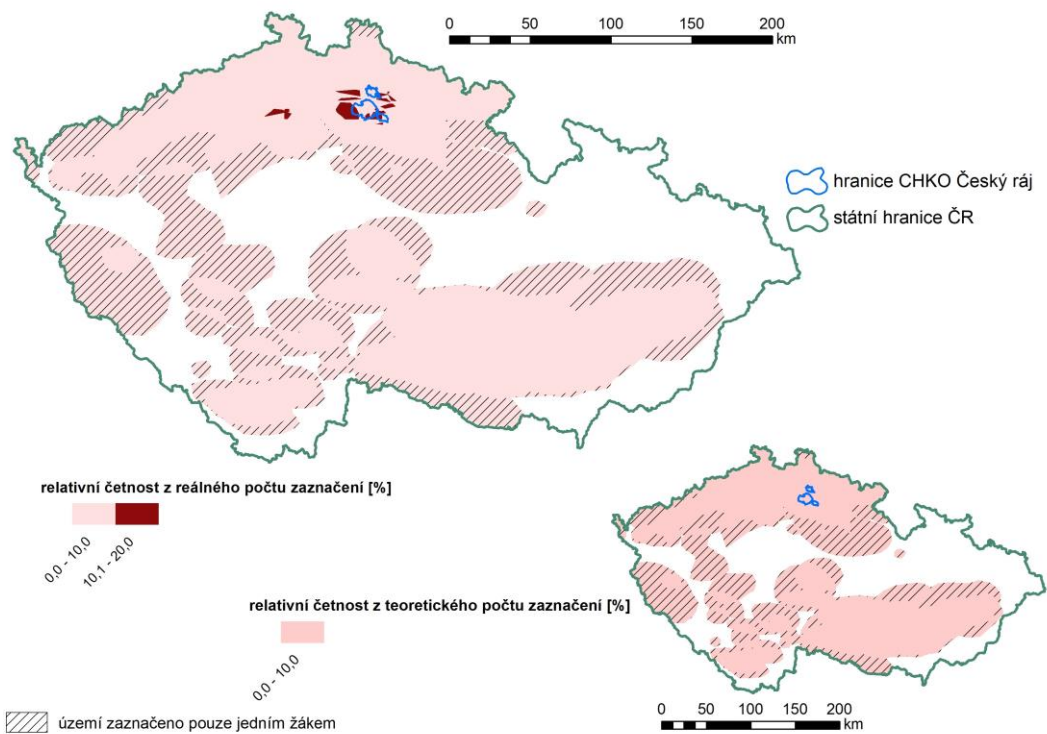 0 50 100 150 200
km
hranice CHKO Český ráj
státní hranice ČR
relativní četnost z reálného počtu zaznačení [%]
0,0 - 10,0
10,1 - 20,0
relativní četnost z teoretického počtu zaznačení [%]
0,0 - 10,0
území zaznačeno pouze jedním žákem
0 50 100 150 200
km